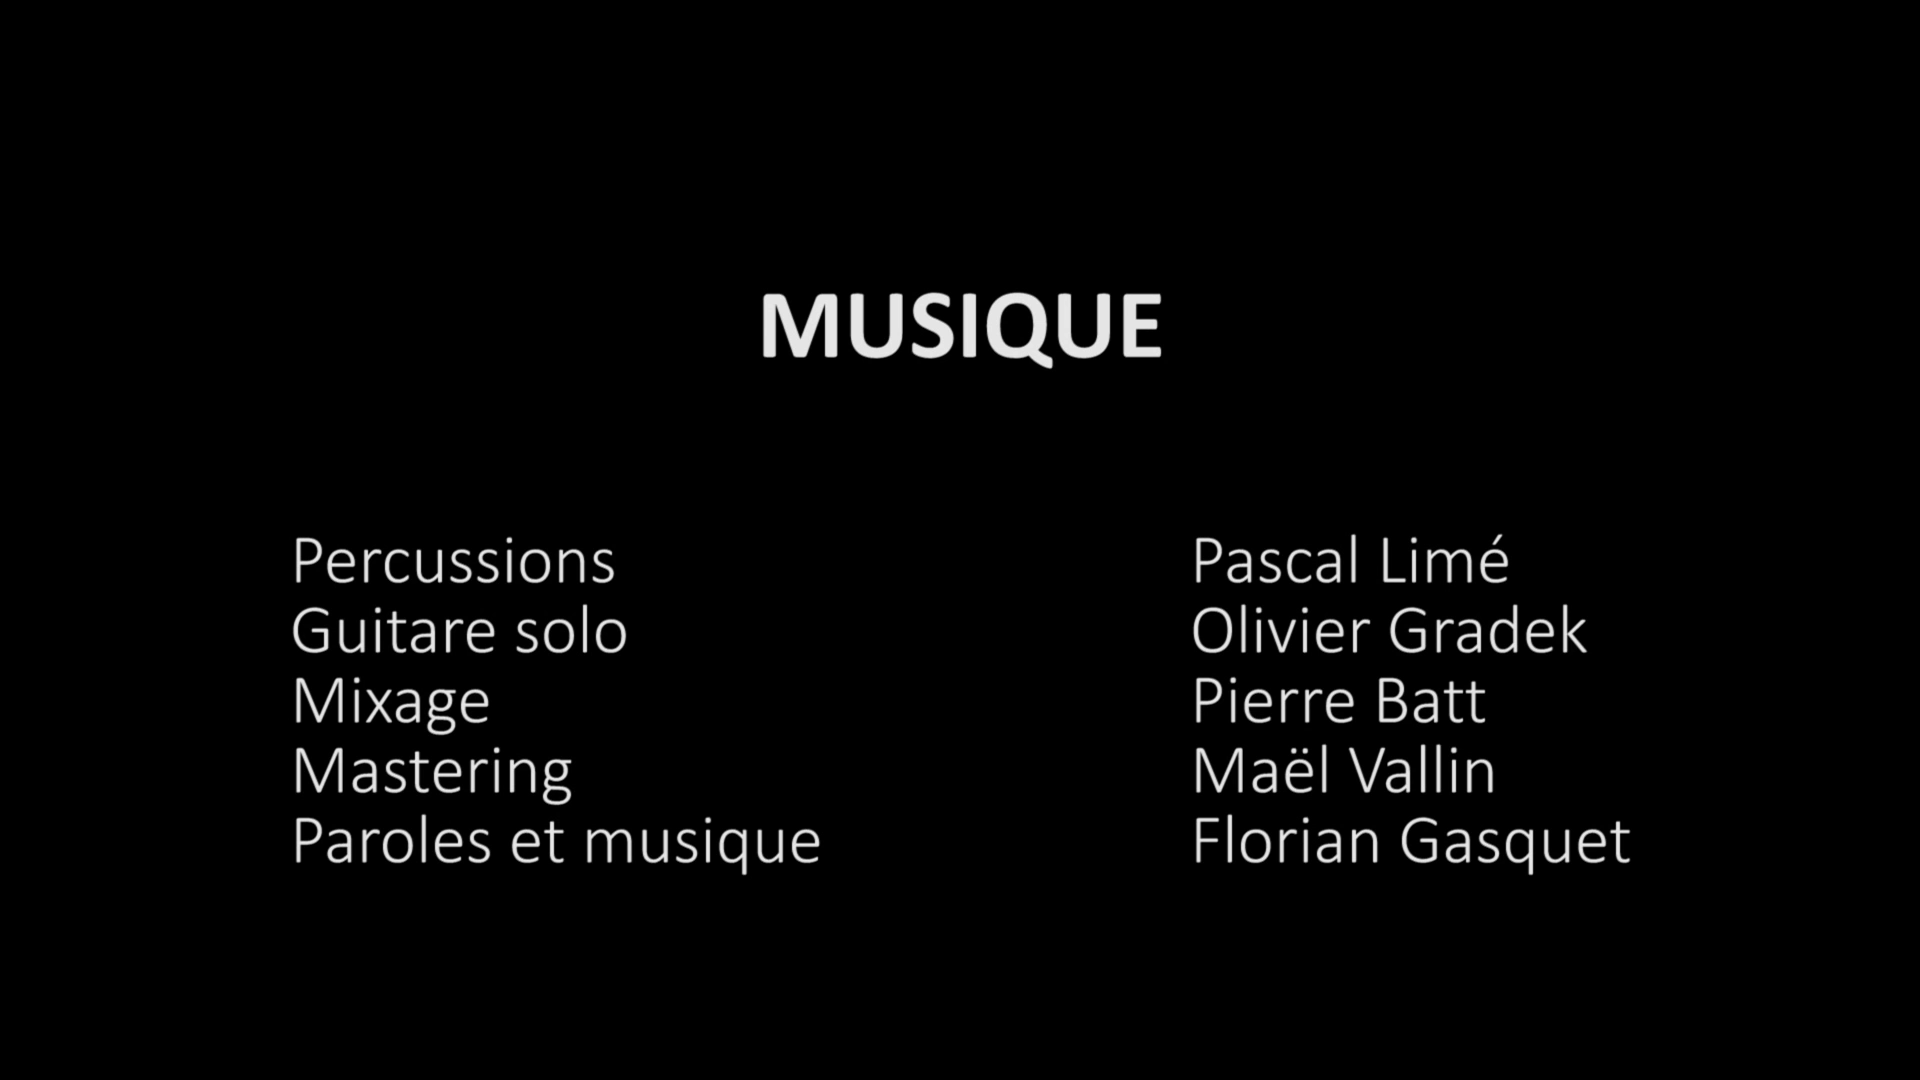 MUSIQUE
Percussions Pascal Limé
Guitare solo Olivier Gradek
Mixage Pierre Batt
Mastering Maël Vallin
Paroles et musique Florian Gasquet